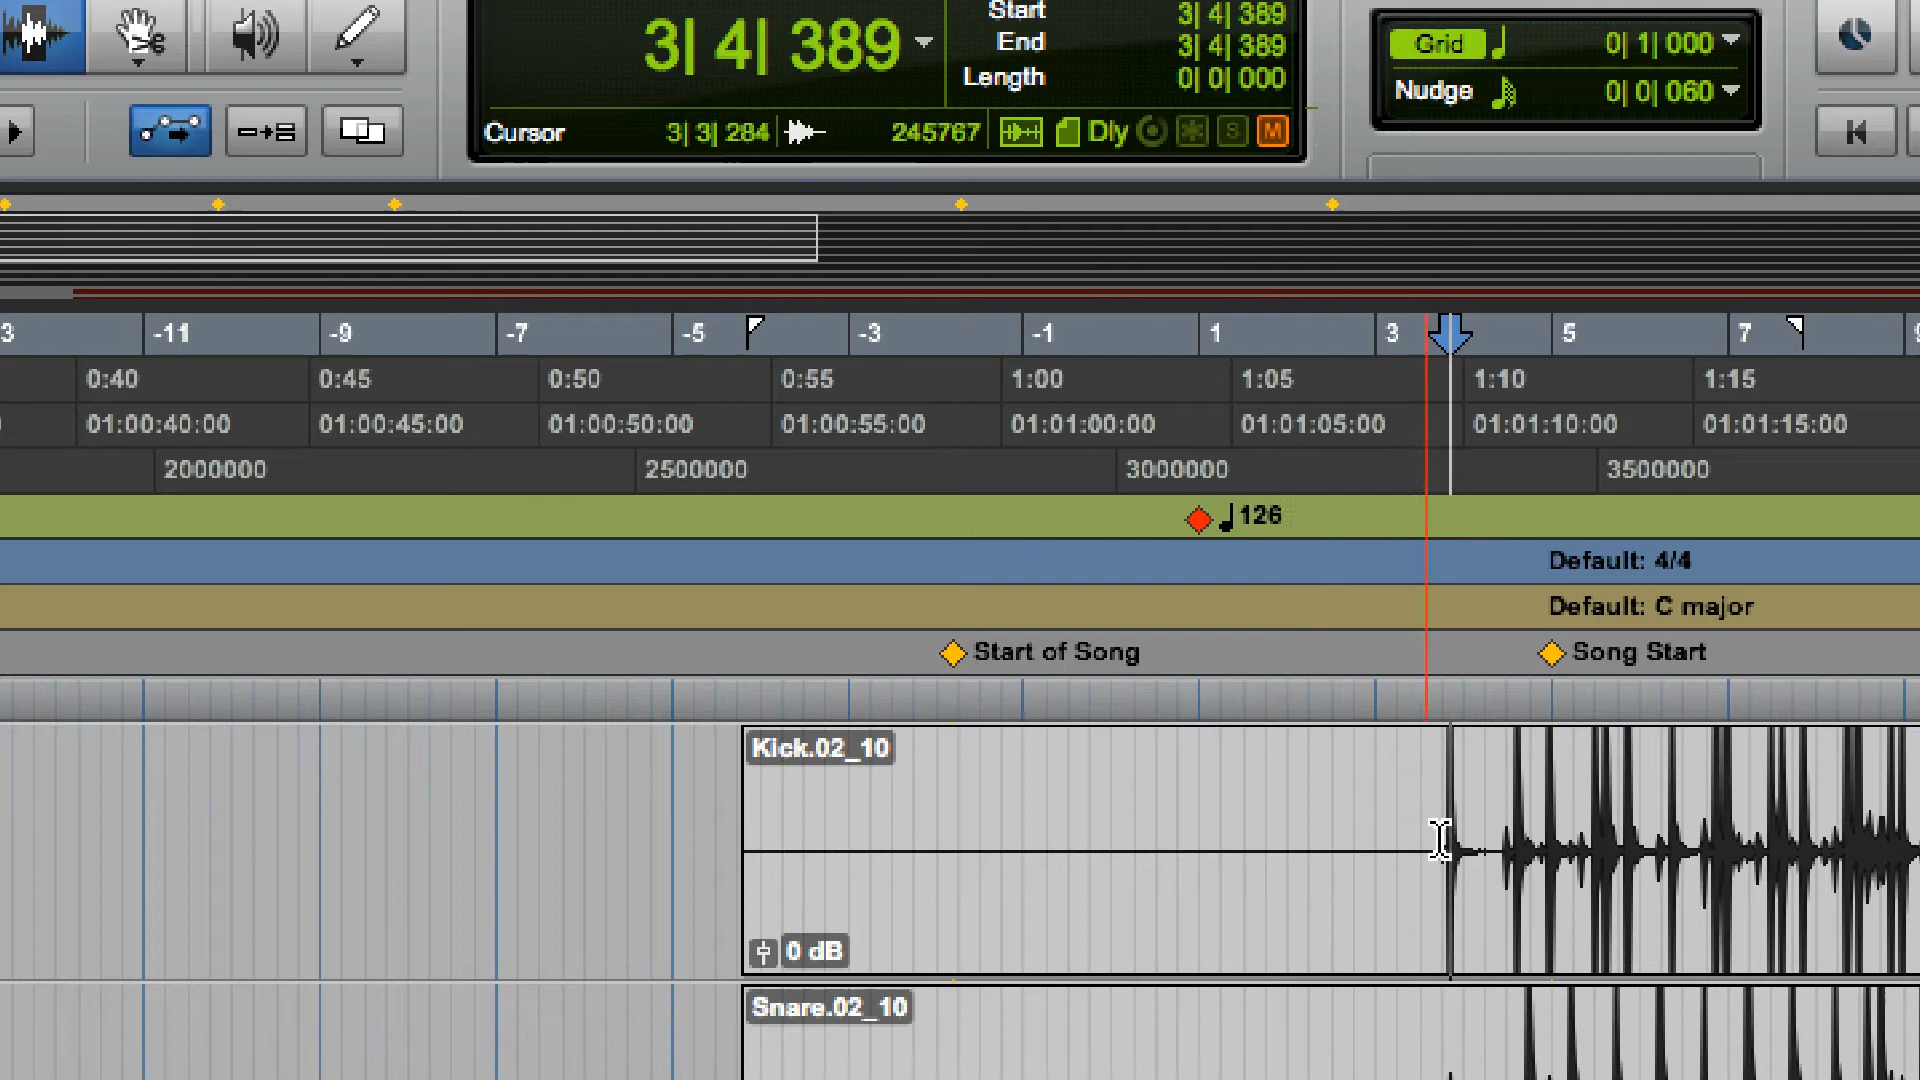 3| 4| 389
Start 3| 4| 389
End 3| 4| 389
Length 0| 0| 000
Cursor 3| 3| 284 245767 Dly S M
Grid 0| 1| 000
Nudge 0| 0| 060
3 -11 -9 -7 -5 -3 -1 1 3 5 7
0:40 0:45 0:50 0:55 1:00 1:05 1:10 1:15
01:00:40:00 01:00:45:00 01:00:50:00 01:00:55:00 01:01:00:00 01:01:05:00 01:01:10:00 01:01:15:00
2000000 2500000 3000000 3500000
126
Default: 4/4
Default: C major
Start of Song Song Start
Kick.02_10
0 dB
Snare.02_10